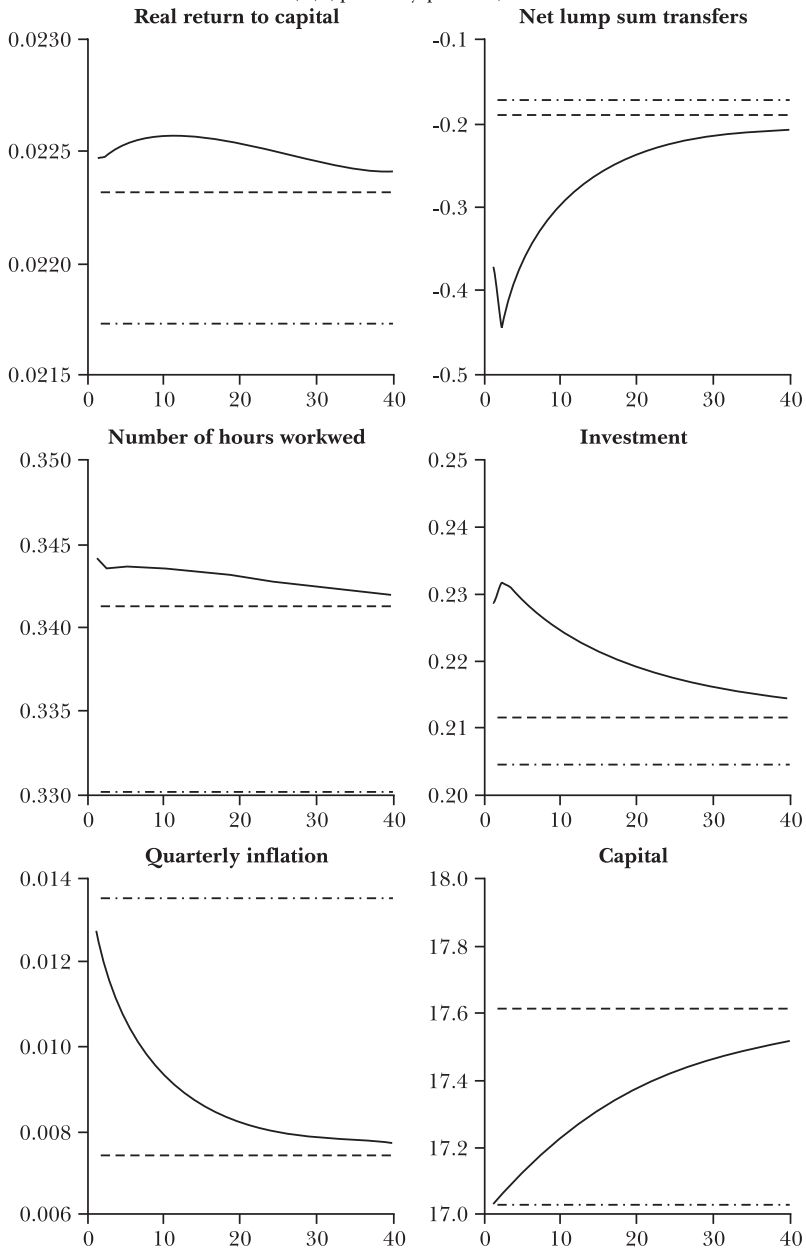 Real return to capital
0.0230
0.0225
0.0220
0.0215
0 10 20 30 40
Net lump sum transfers
-0.1
-0.2
-0.3
-0.4
-0.5
0 10 20 30 40
Number of hours workwed
0.350
0.345
0.340
0.335
0.330
0 10 20 30 40
Investment
0.25
0.24
0.23
0.22
0.21
0.20
0 10 20 30 40
Quarterly inflation
0.014
0.012
0.010
0.008
0.006
0 10 20 30 40
Capital
18.0
17.8
17.6
17.4
17.2
17.0
0 10 20 30 40